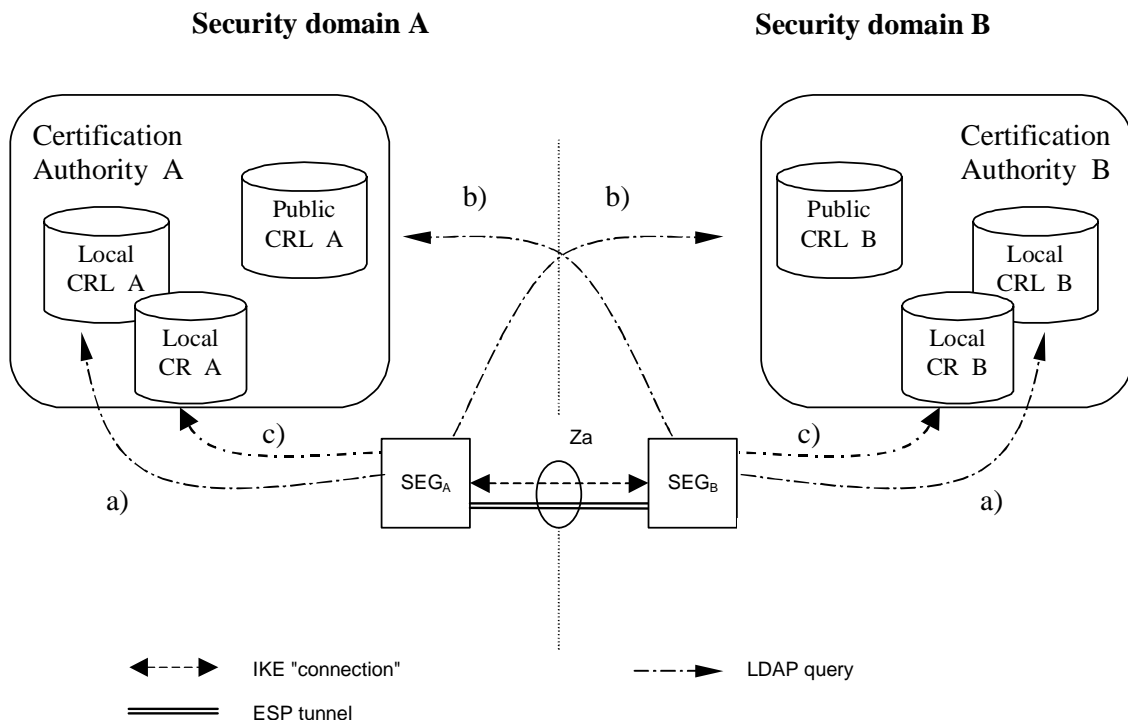 Security domain A
Security domain B
Certification
Authority A
Public
CRL A
Local
CRL A
Local
CR A
b)
b)
Certification
Authority B
Public
CRL B
Local
CRL B
Local
CR B
c)
a)
Za
SEGA
SEGB
c)
a)
IKE "connection"
LDAP query
ESP tunnel